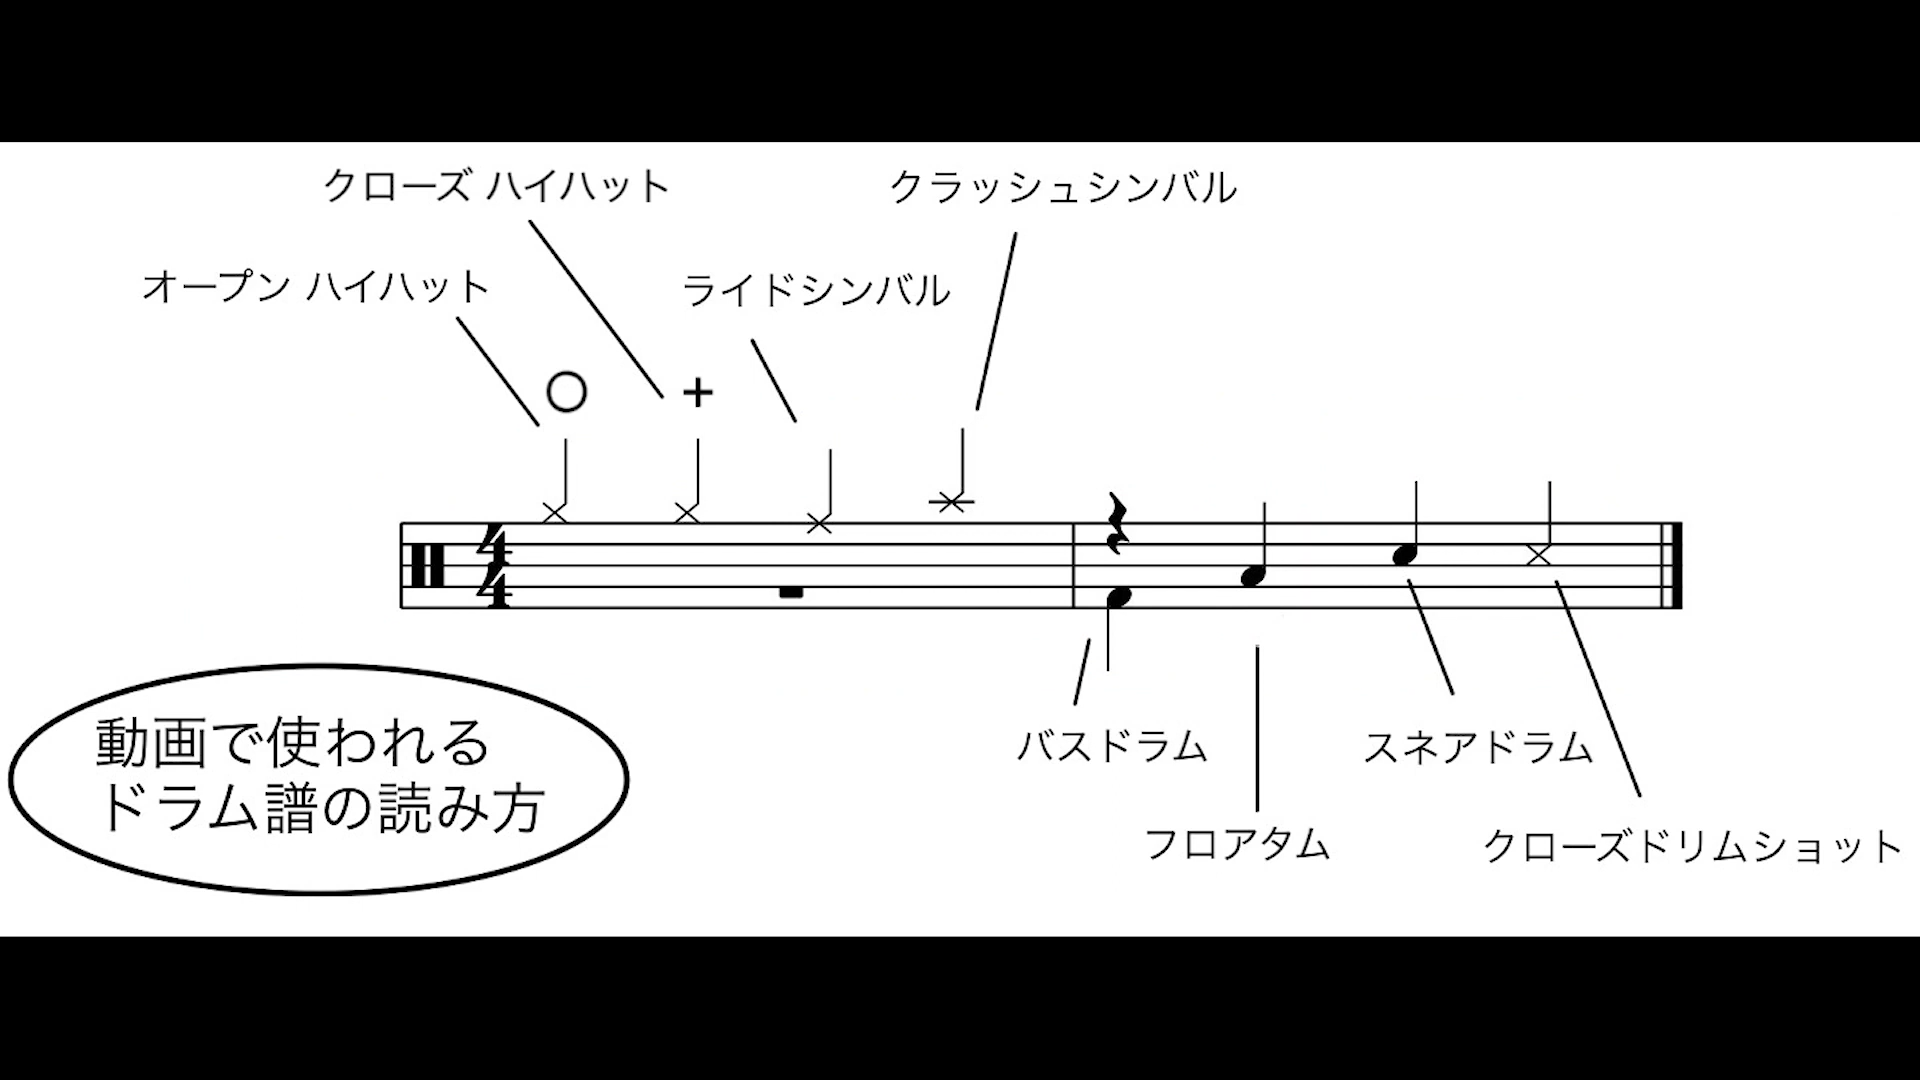 クローズ ハイハット
クラッシュシンバル
オープン ハイハット
ライドシンバル
○
+
4
4
バスドラム
スネアドラム
フロアタム
クローズドリムショット
動画で使われる
ドラム譜の読み方